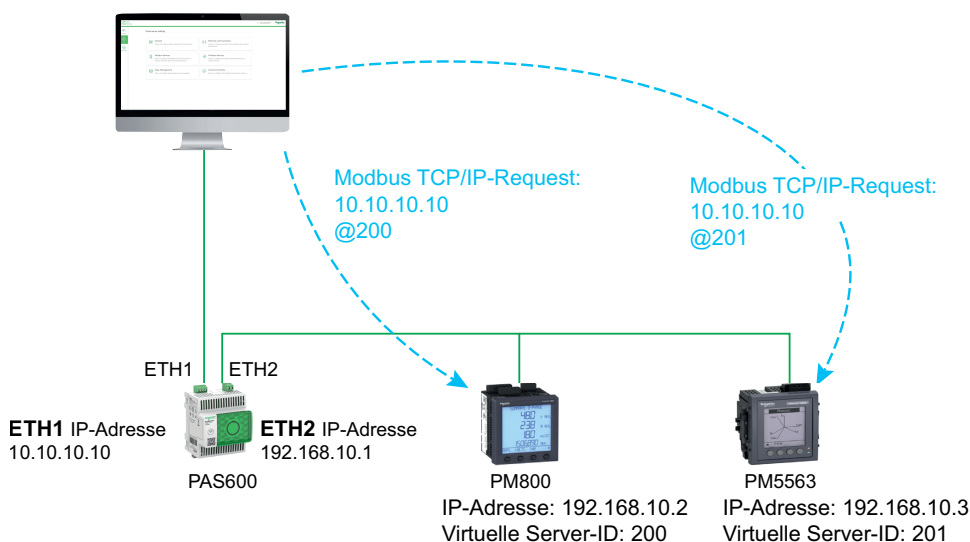 Modbus TCP/IP-Request:
10.10.10.10
@200
Modbus TCP/IP-Request:
10.10.10.10
@201
ETH1
ETH2
ETH1 IP-Adresse
10.10.10.10
ETH2 IP-Adresse
192.168.10.1
PAS600
PM800
IP-Adresse: 192.168.10.2
Virtuelle Server-ID: 200
PM5563
IP-Adresse: 192.168.10.3
Virtuelle Server-ID: 201